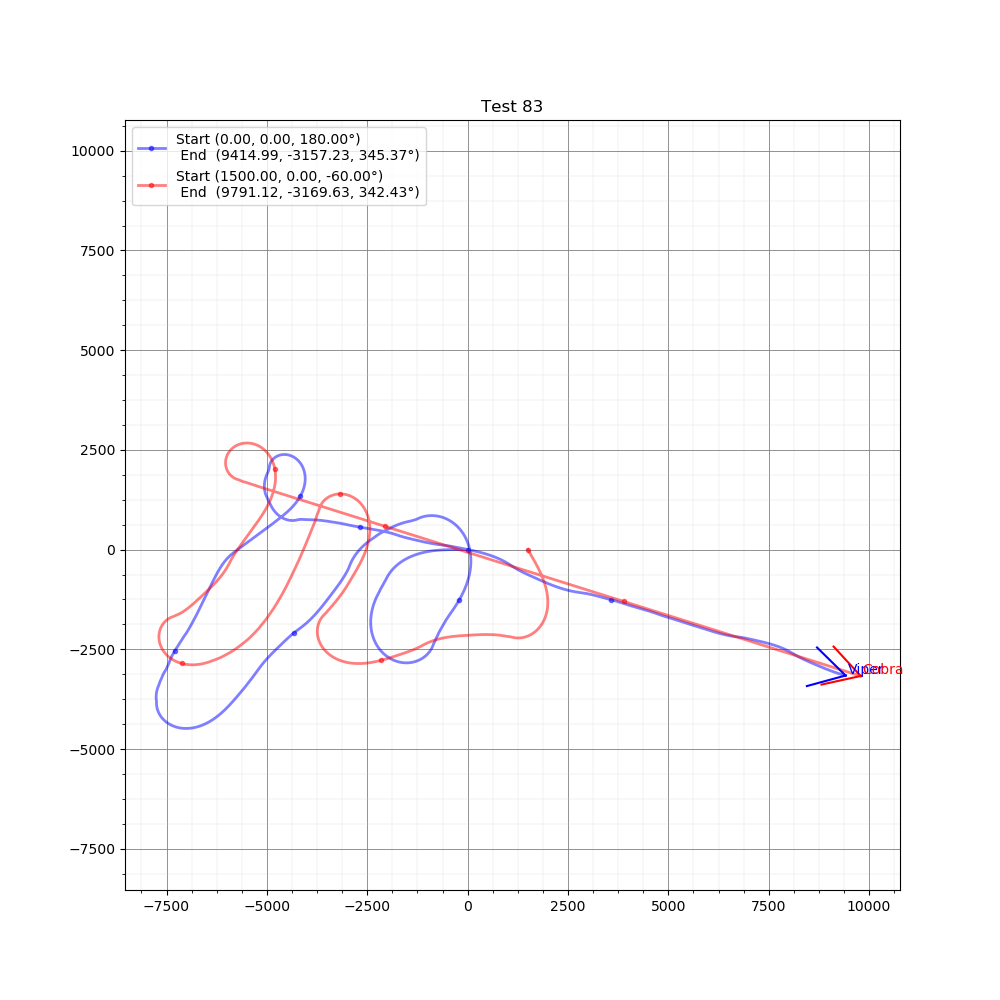 Test 83
Start (0.00, 0.00, 180.00°)
End  (9414.99, -3157.23, 345.37°)
Start (1500.00, 0.00, -60.00°)
End  (9791.12, -3169.63, 342.43°)
10000
7500
5000
2500
0
−2500
−5000
−7500
Viper
Cobra
−7500
−5000
−2500
0
2500
5000
7500
10000